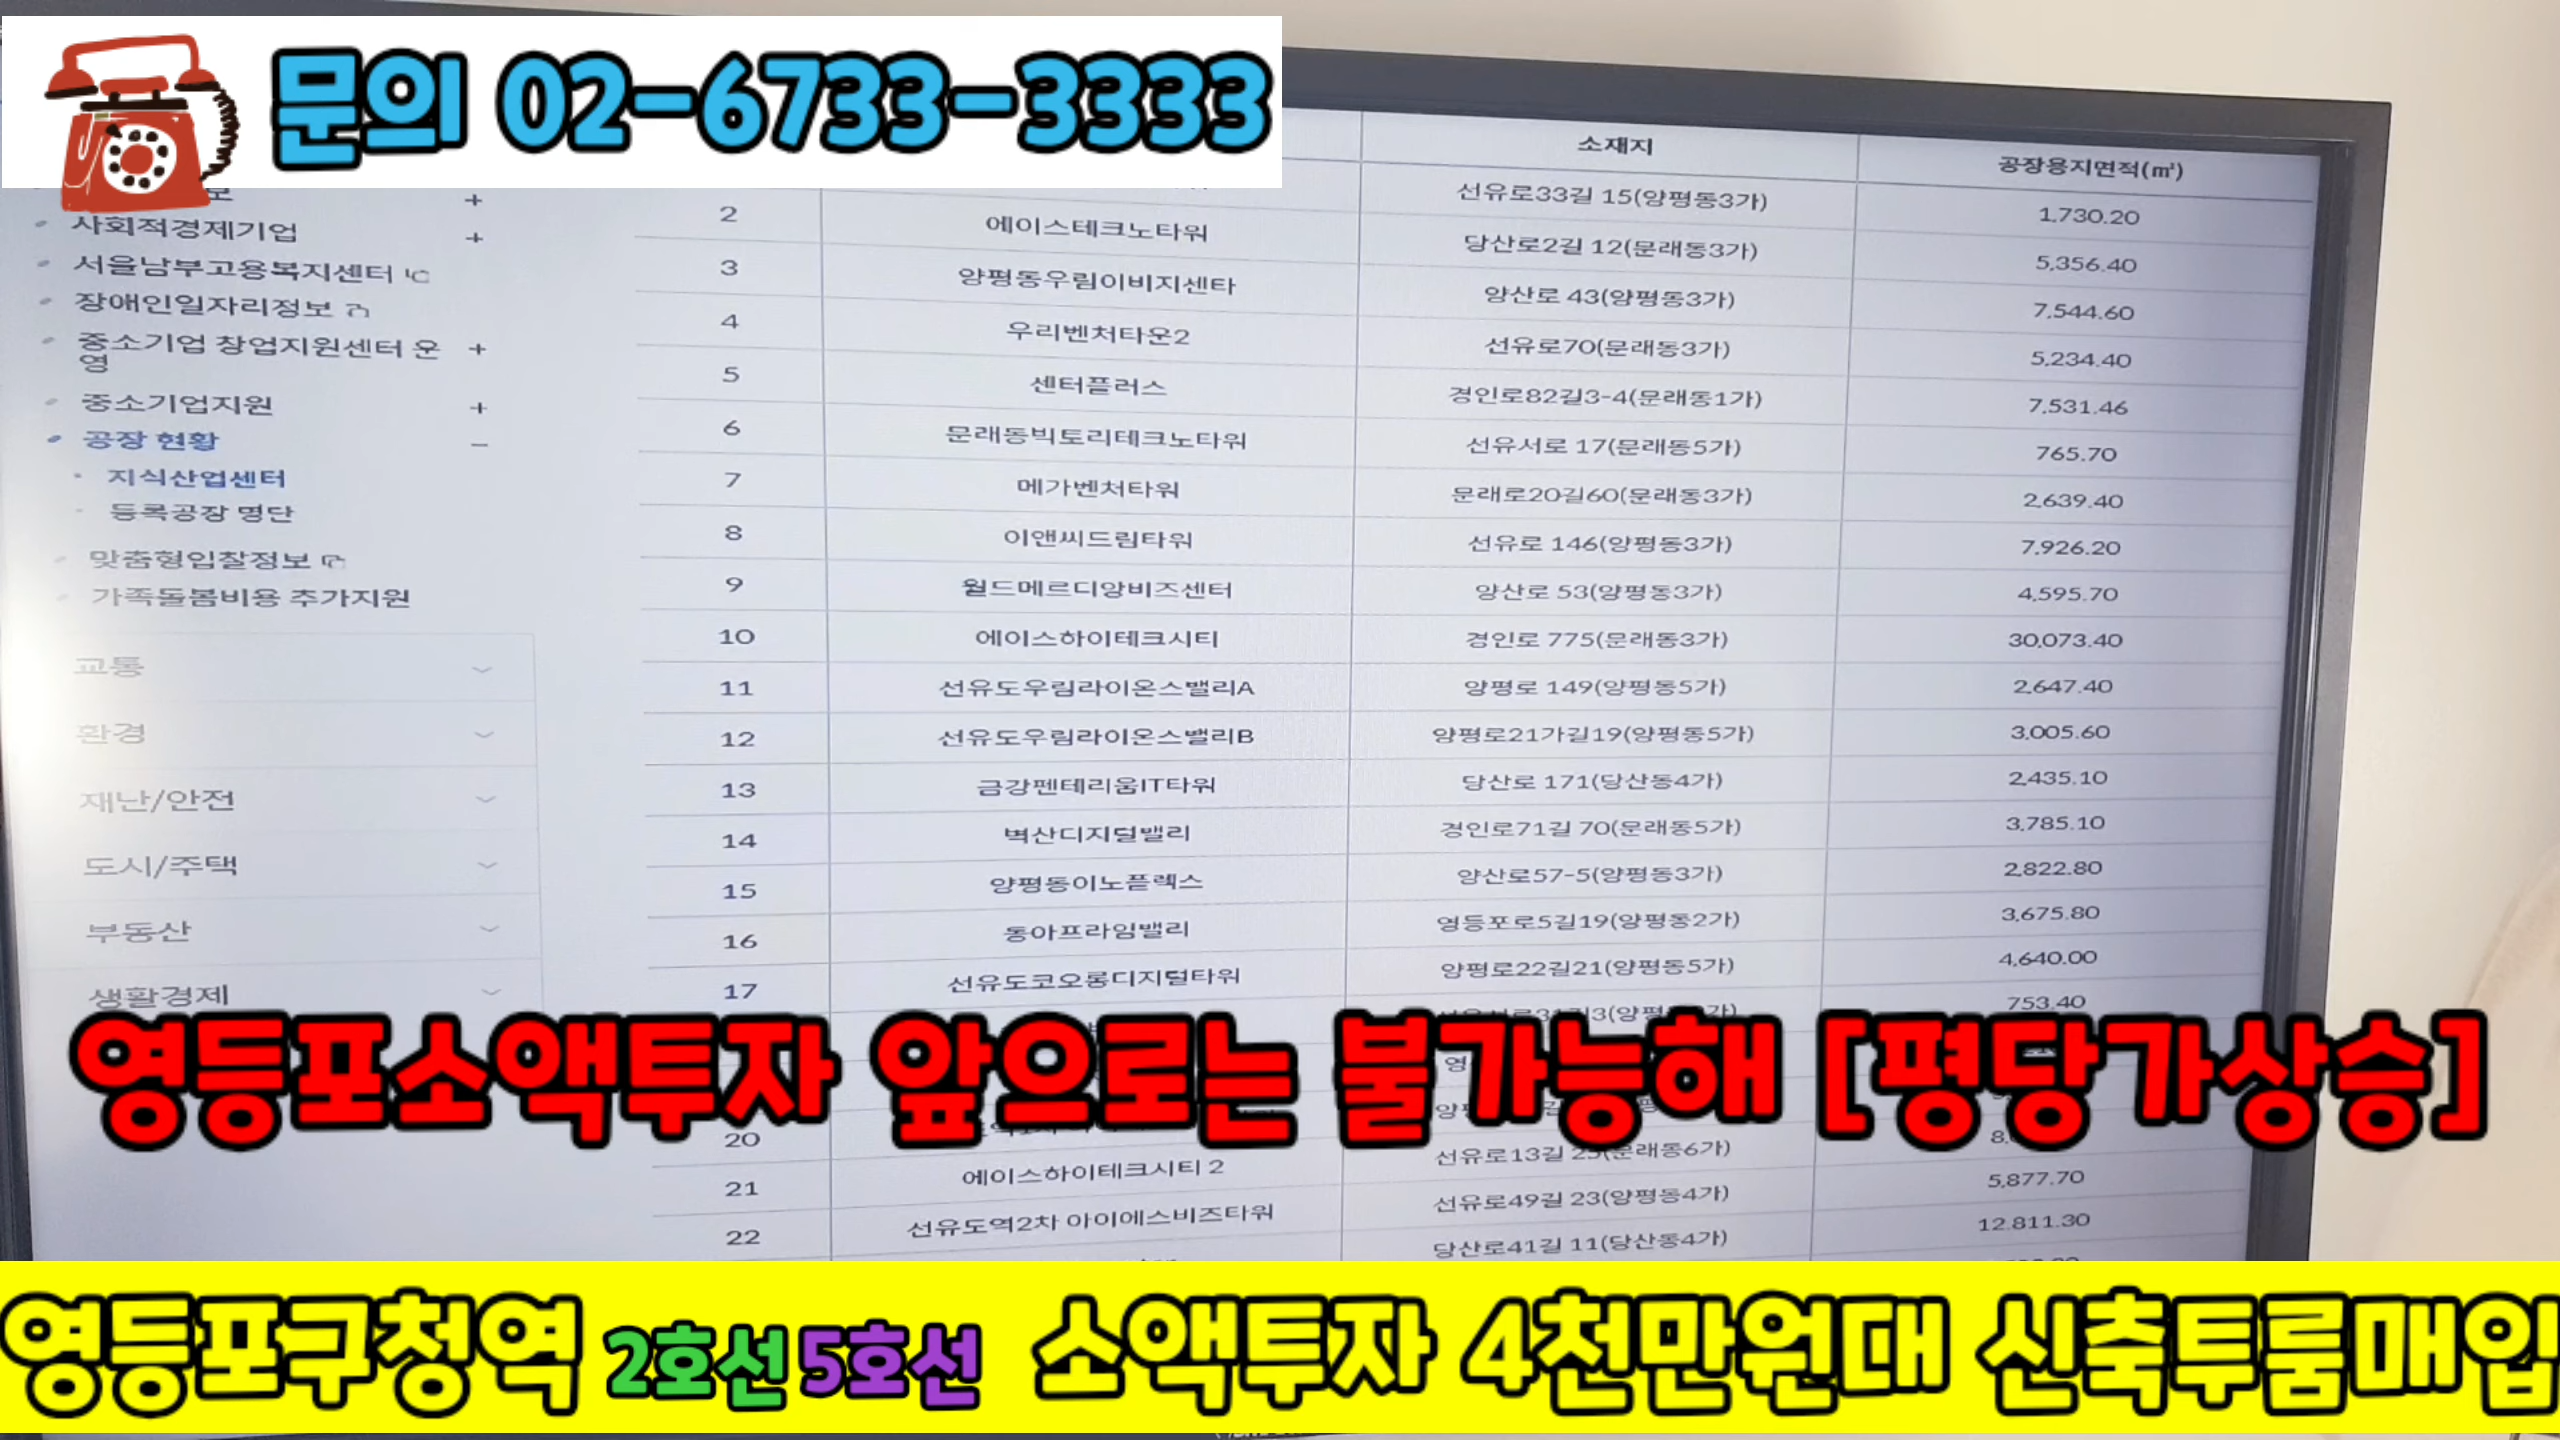 문의 02-6733-3333
소재지
공장용지면적(㎡)
사회적경제기업 +
서울남부고용복지센터
장애인일자리정보
중소기업 창업지원센터 운영 +
중소기업지원 +
공장 현황 −
지식산업센터
등록공장 명단
맞춤형입찰정보
가족돌봄비용 추가지원
교통
환경
재난/안전
도시/주택
부동산
생활경제
선유로33길 15(양평동3가) 1,730.20
2 에이스테크노타워 당산로2길 12(문래동3가) 5,356.40
3 양평동우림이비지센타 양산로 43(양평동3가) 7,544.60
4 우리벤처타운2 선유로70(문래동3가) 5,234.40
5 센터플러스 경인로82길3-4(문래동1가) 7,531.46
6 문래동빅토리테크노타워 선유서로 17(문래동5가) 765.70
7 메가벤처타워 문래로20길60(문래동3가) 2,639.40
8 이앤씨드림타워 선유로 146(양평동3가) 7,926.20
9 월드메르디앙비즈센터 양산로 53(양평동3가) 4,595.70
10 에이스하이테크시티 경인로 775(문래동3가) 30,073.40
11 선유도우림라이온스밸리A 양평로 149(양평동5가) 2,647.40
12 선유도우림라이온스밸리B 양평로21가길19(양평동5가) 3,005.60
13 금강펜테리움IT타워 당산로 171(당산동4가) 2,435.10
14 벽산디지털밸리 경인로71길 70(문래동5가) 3,785.10
15 양평동이노플렉스 양산로57-5(양평동3가) 2,822.80
16 동아프라임밸리 영등포로5길19(양평동2가) 3,675.80
17 선유도코오롱디지털타워 양평로22길21(양평동5가) 4,640.00
753.40
영등포소액투자 앞으로는 불가능해 [평당가상승]
20
21 에이스하이테크시티 2 선유로13길 25(문래동6가)
22 선유도역2차 아이에스비즈타워 선유로49길 23(양평동4가) 5,877.70
당산로41길 11(당산동4가) 12,811.30
영등포구청역 2호선 5호선 소액투자 4천만원대 신축투룸매입